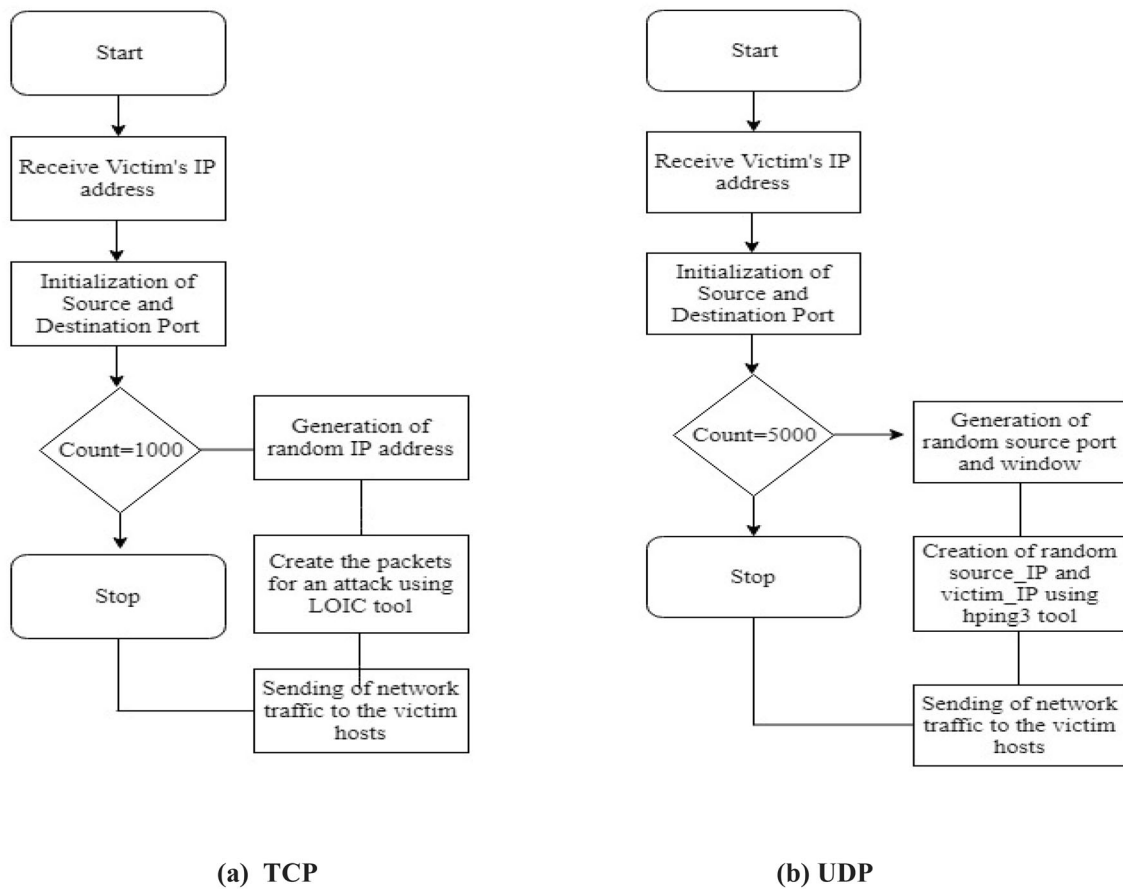 Start
Receive Victim's IP
address
Initialization of
Source and
Destination Port
Count=1000
Generation of
random IP address
Stop
Create the packets
for an attack using
LOIC tool
Sending of network
traffic to the victim
hosts
(a) TCP
Start
Receive Victim's IP
address
Initialization of
Source and
Destination Port
Count=5000
Generation of
random source port
and window
Stop
Creation of random
source_IP and
victim_IP using
hping3 tool
Sending of network
traffic to the victim
hosts
(b) UDP